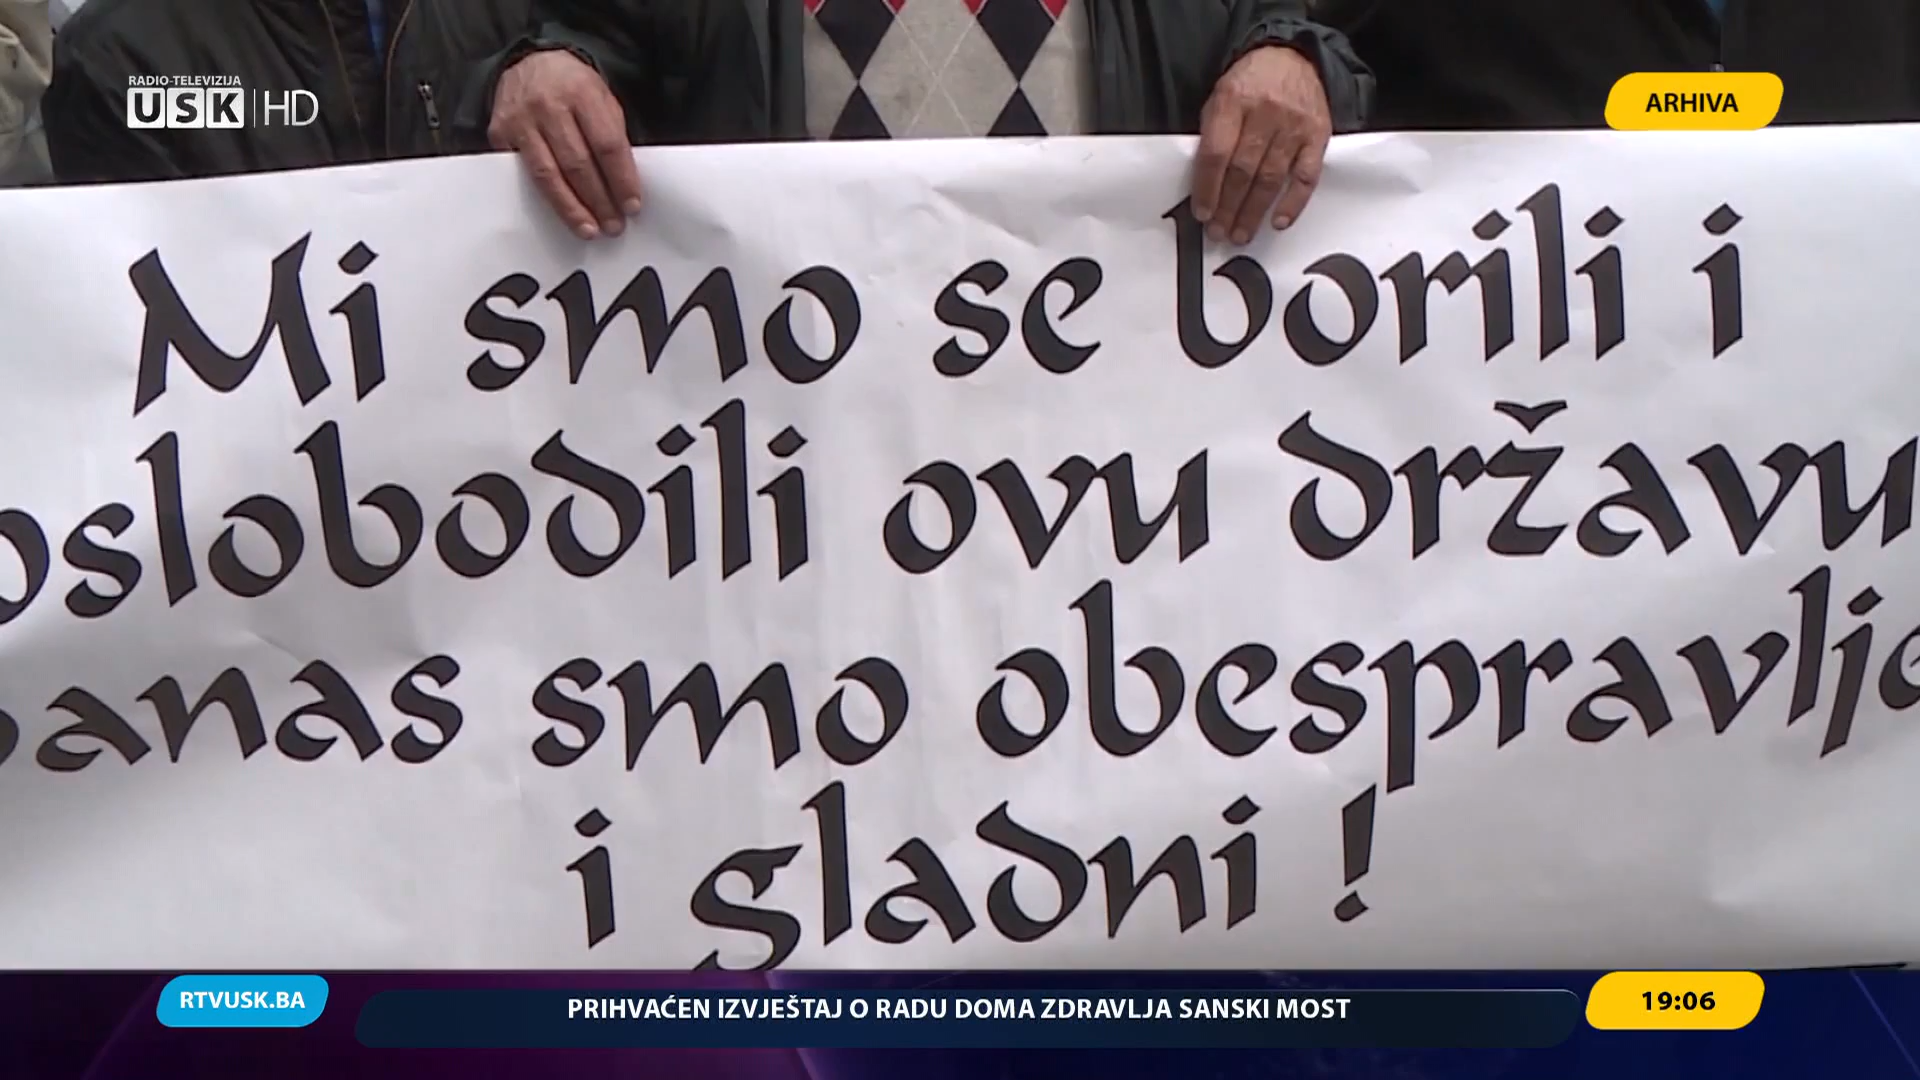 RADIO-TELEVIZIJA
USK HD
ARHIVA
Mi smo se borili i
oslobodili ovu državu
danas smo obespravlje
i gladni !
RTVUSK.BA
PRIHVAĆEN IZVJEŠTAJ O RADU DOMA ZDRAVLJA SANSKI MOST
19:06